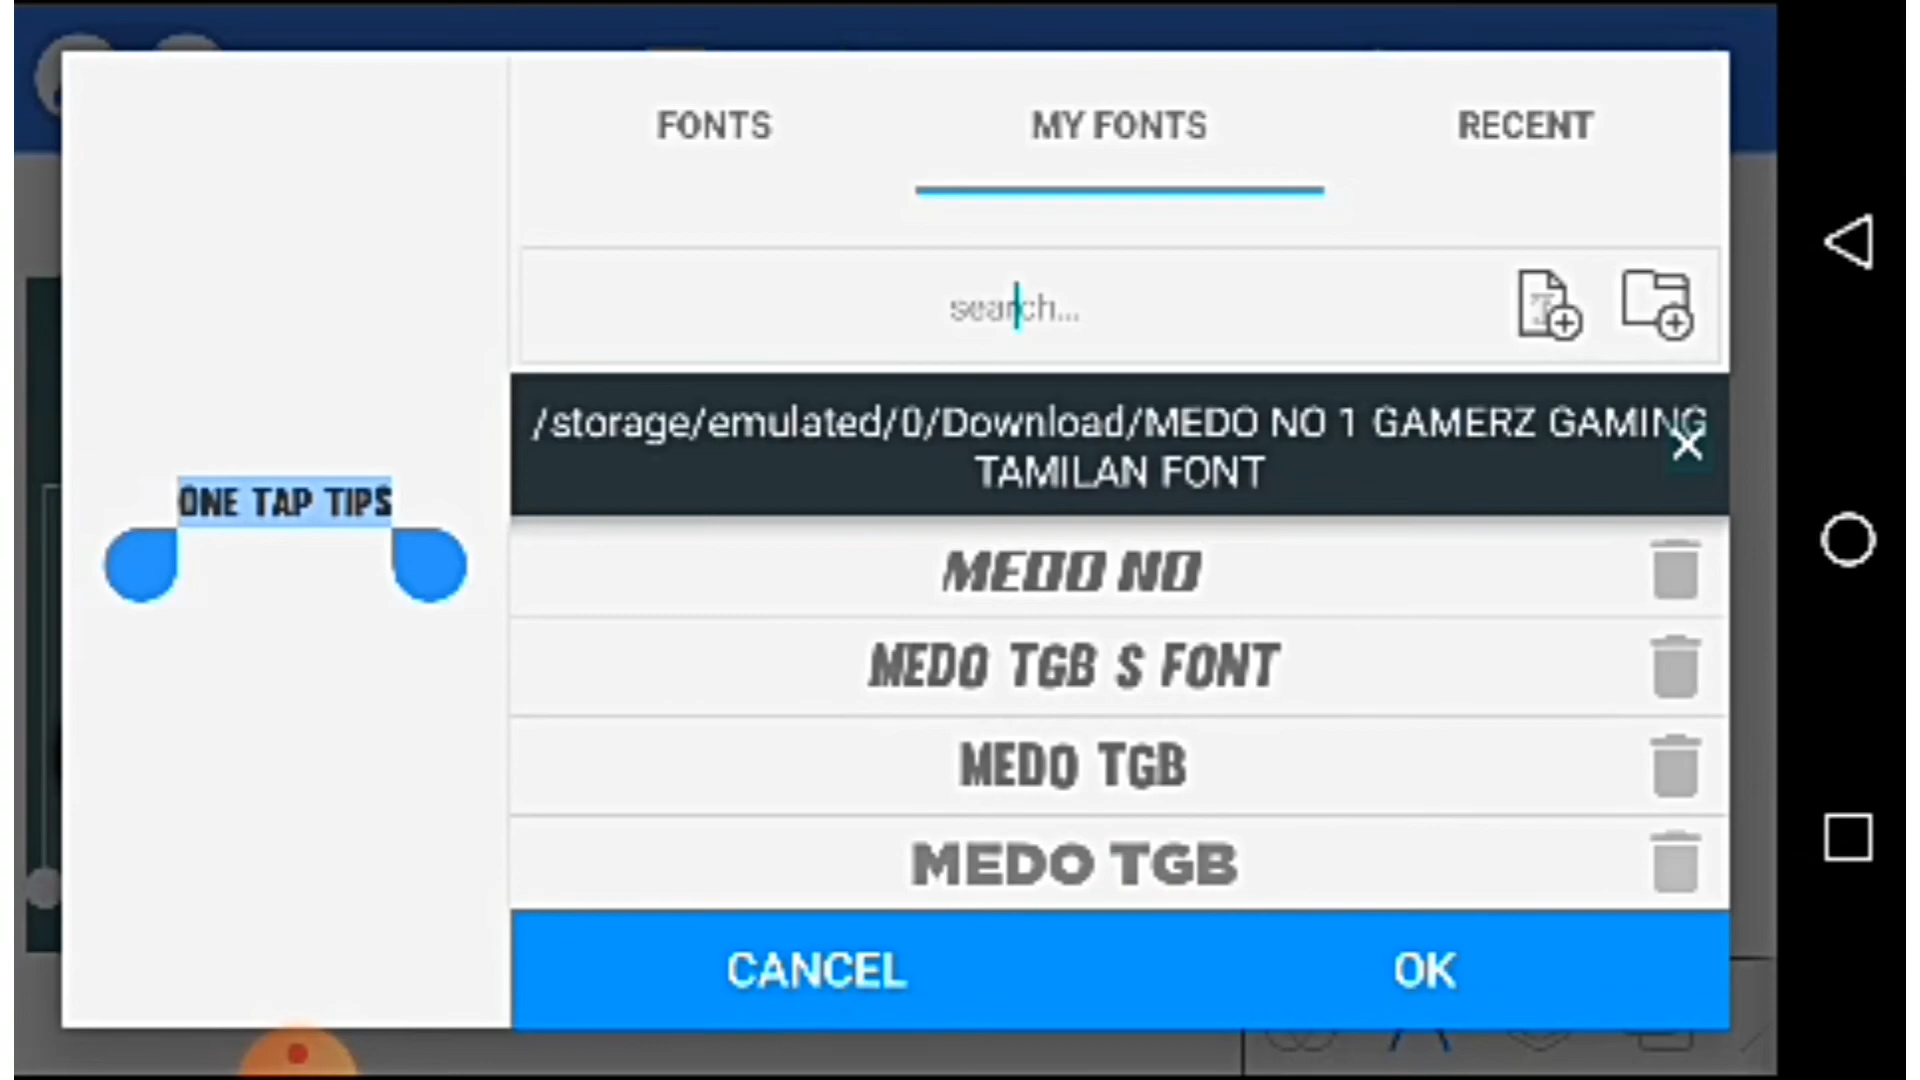 FONTS
MY FONTS
RECENT
search...
/storage/emulated/0/Download/MEDO NO 1 GAMERZ GAMING
TAMILAN FONT
ONE TAP TIPS
MEDO NO
MEDO TGB S FONT
MEDO TGB
MEDO TGB
CANCEL
OK